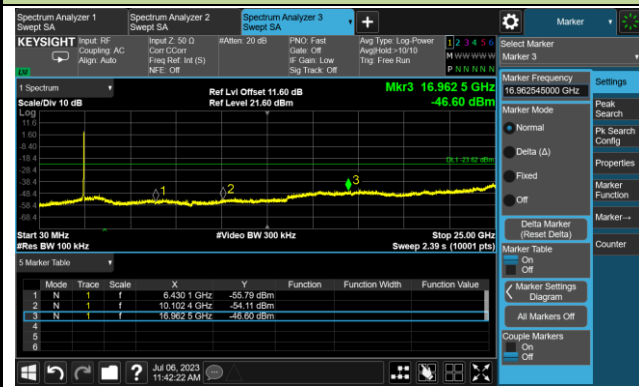 Spectrum Analyzer 1
Swept SA
Spectrum Analyzer 2
Swept SA
Spectrum Analyzer 3
Swept SA
Marker
KEYSIGHT
Input: RF
Coupling: AC
Align: Auto
Input Z: 50 Ω
Corr CCorr
Freq Ref: Int (S)
NFE: Off
#Atten: 20 dB
PNO: Fast
Gate: Off
IF Gain: Low
Sig Track: Off
Avg Type: Log-Power
Avg|Hold:>10/10
Trig: Free Run
1 2 3 4 5 6
M W W W W W
P N N N N N
LVI
Select Marker
Marker 3
1 Spectrum
Scale/Div 10 dB
Log
Ref Lvl Offset 11.60 dB
Ref Level 21.60 dBm
Mkr3 16.962 5 GHz
-46.60 dBm
11.6
1.60
-8.40
-18.4
-28.4
-38.4
-48.4
-58.4
-68.4
DL1 -23.62 dBm
1
2
3
Start 30 MHz
#Res BW 100 kHz
#Video BW 300 kHz
Stop 25.00 GHz
Sweep 2.39 s (10001 pts)
5 Marker Table
Mode Trace Scale X Y Function Function Width Function Value
1 N 1 f 6.430 1 GHz -55.79 dBm
2 N 1 f 10.102 4 GHz -54.11 dBm
3 N 1 f 16.962 5 GHz -46.60 dBm
4
5
6
Marker Frequency
16.962545000 GHz
Marker Mode
Normal
Delta (Δ)
Fixed
Off
Delta Marker
(Reset Delta)
Marker Table
On
Off
Marker Settings
Diagram
All Markers Off
Couple Markers
On
Off
Settings
Peak
Search
Pk Search
Config
Properties
Marker
Function
Marker→
Counter
Jul 06, 2023
11:42:22 AM